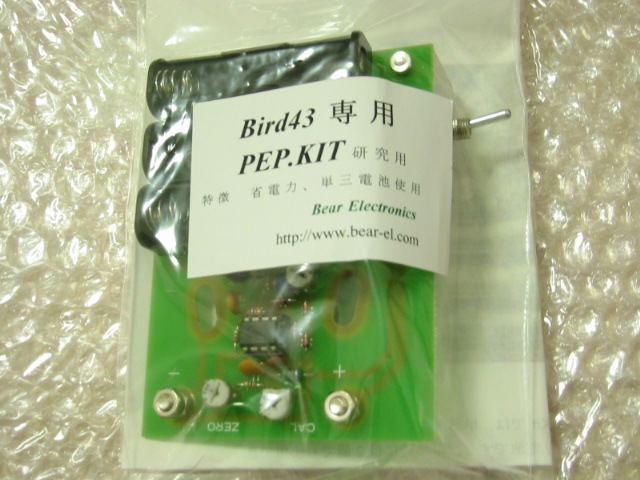 Bird43 専用
PEP.KIT 研究用
特徴 省電力、単三電池使用
Bear Electronics
http://www.bear-el.com
- +
ZERO CAL